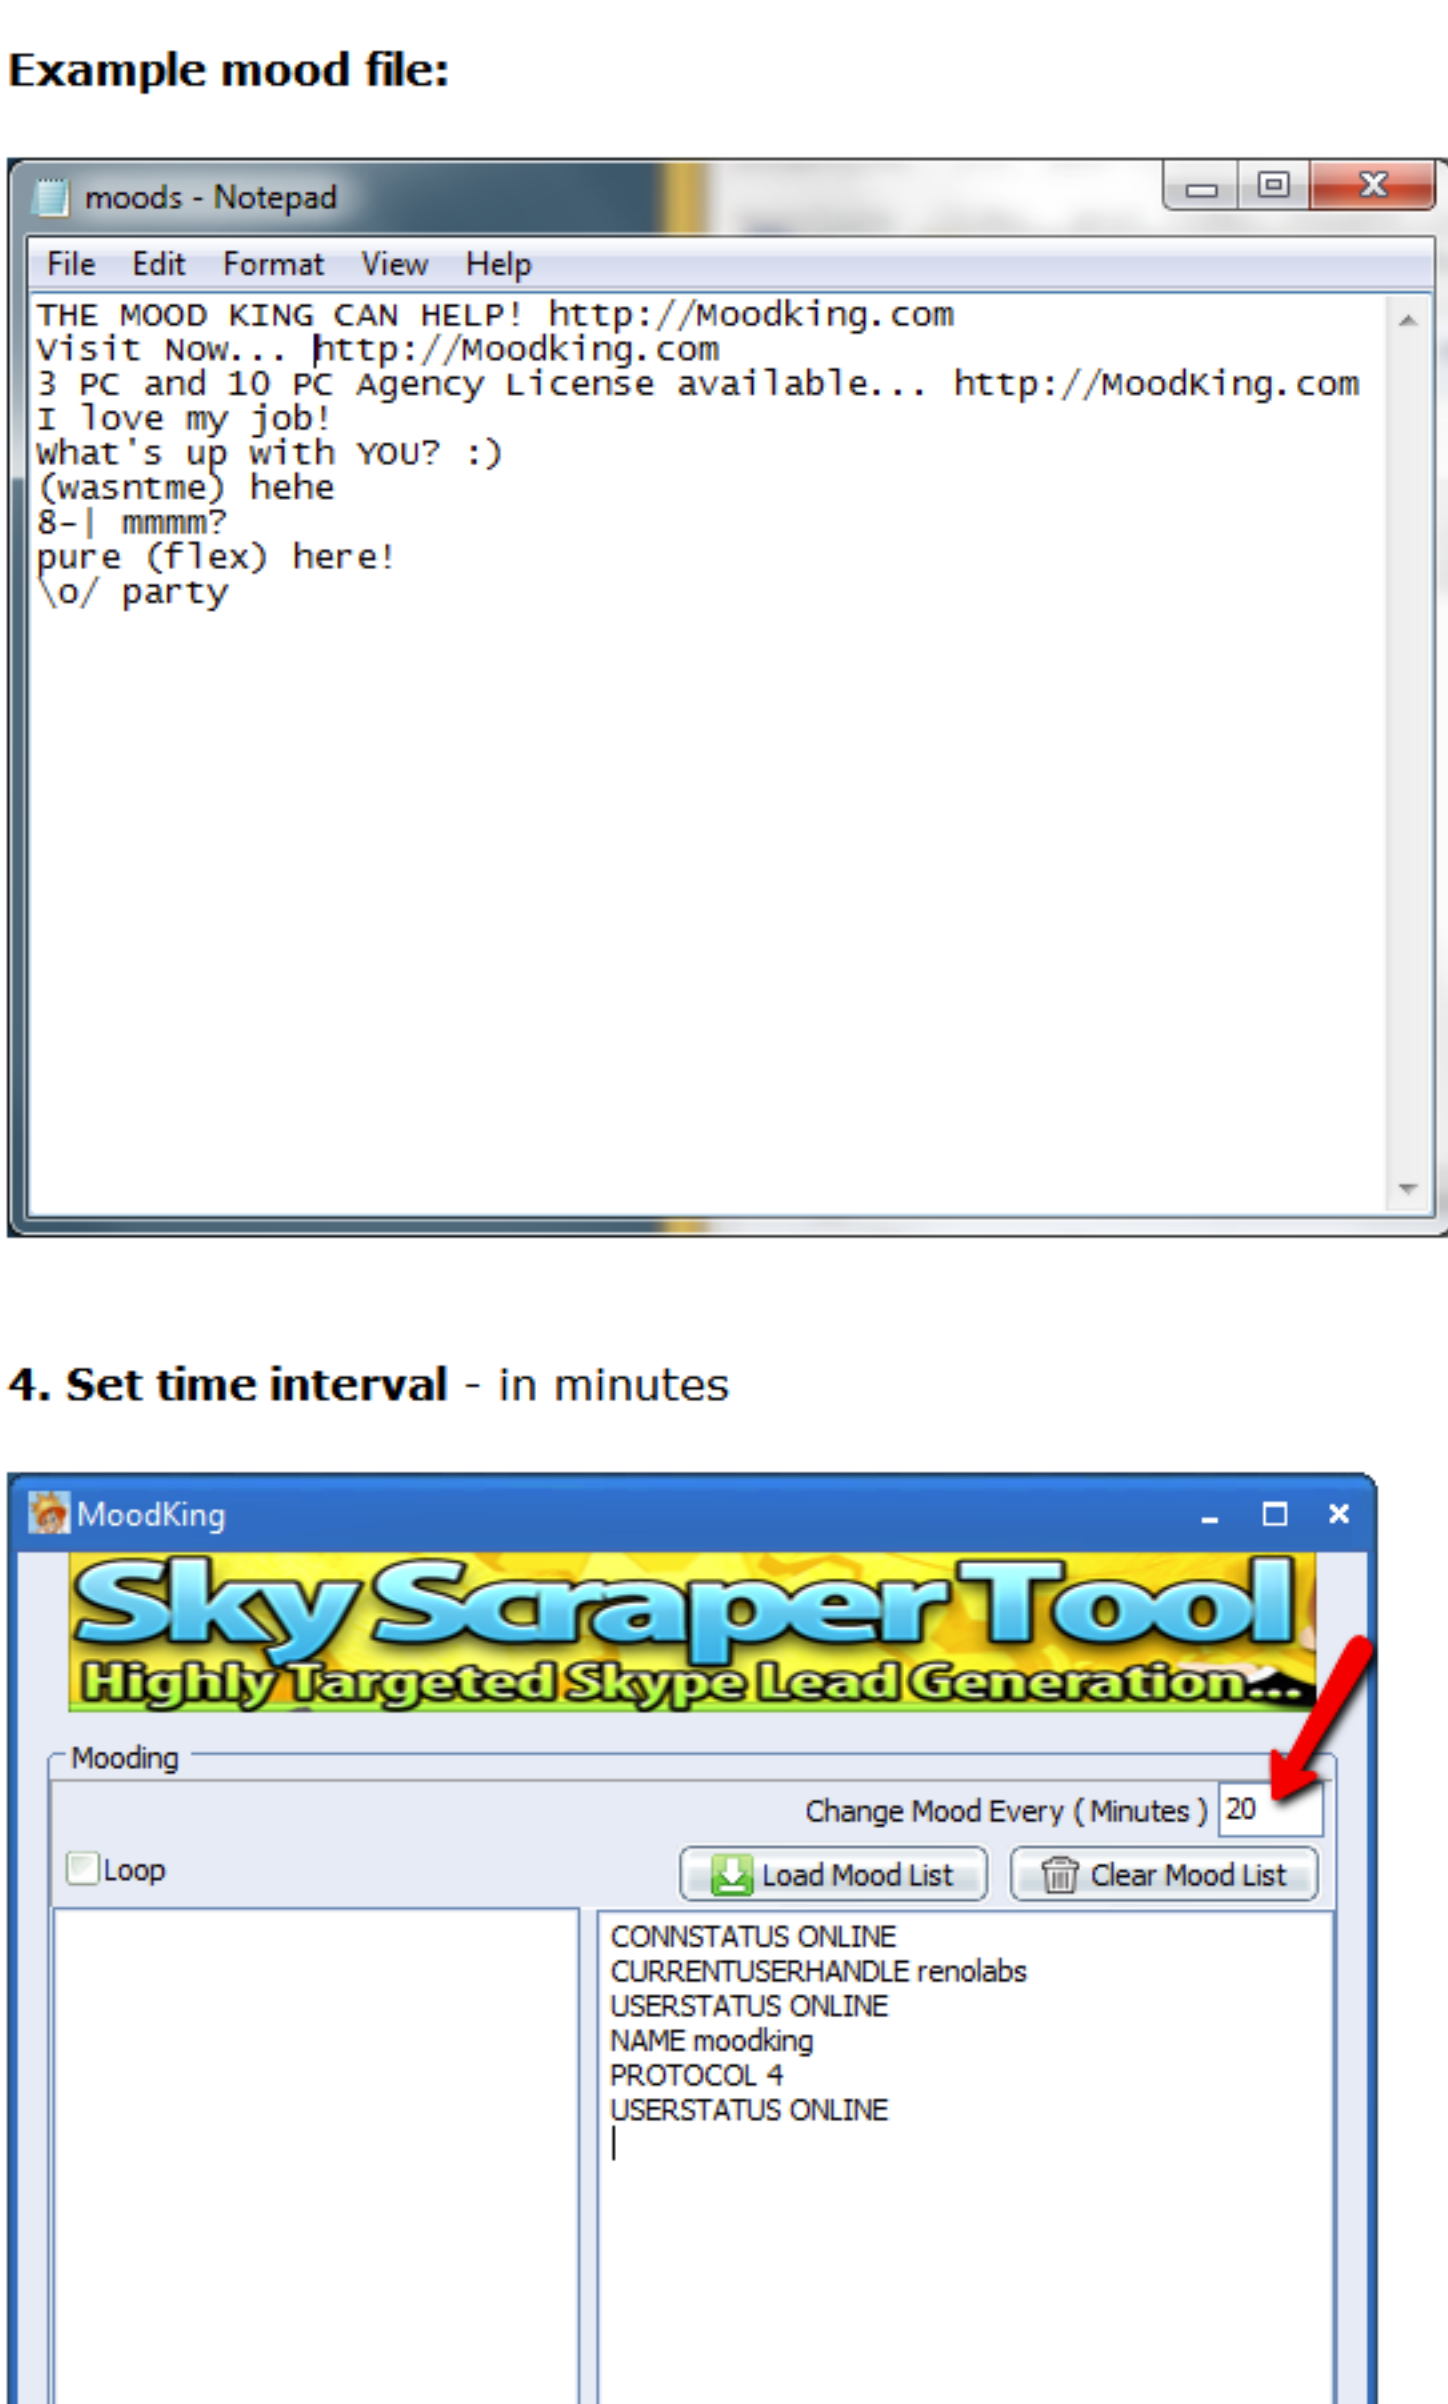 Example mood file:
moods - Notepad
File Edit Format View Help
THE MOOD KING CAN HELP! http://Moodking.com
Visit Now... http://Moodking.com
3 PC and 10 PC Agency License available... http://MoodKing.com
I love my job!
What's up with YOU? :)
(wasntme) hehe
8-| mmmm?
pure (flex) here!
\o/ party
4. Set time interval - in minutes
MoodKing
Sky Scraper Tool
Highly Targeted Skype Lead Generation...
Mooding
Change Mood Every ( Minutes ) 20
Loop Load Mood List Clear Mood List
CONNSTATUS ONLINE
CURRENTUSERHANDLE renolabs
USERSTATUS ONLINE
NAME moodking
PROTOCOL 4
USERSTATUS ONLINE